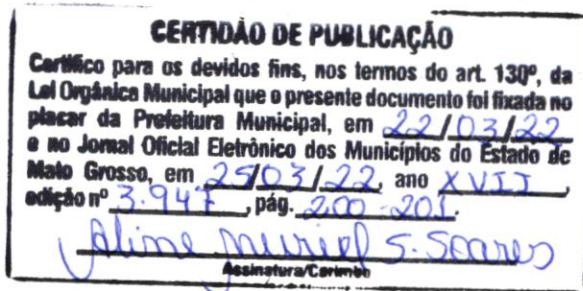 CERTIDÃO DE PUBLICAÇÃO
Certifico para os devidos fins, nos termos do art. 130º, da
Lei Orgânica Municipal que o presente documento foi fixada no
placar da Prefeitura Municipal, em 22/03/22
e no Jornal Oficial Eletrônico dos Municípios do Estado de
Mato Grosso, em 25/03/22, ano XVII,
edição nº 3.947, pág. 200-201.
Aline Muriel S. Soares
Assinatura/Carimbo